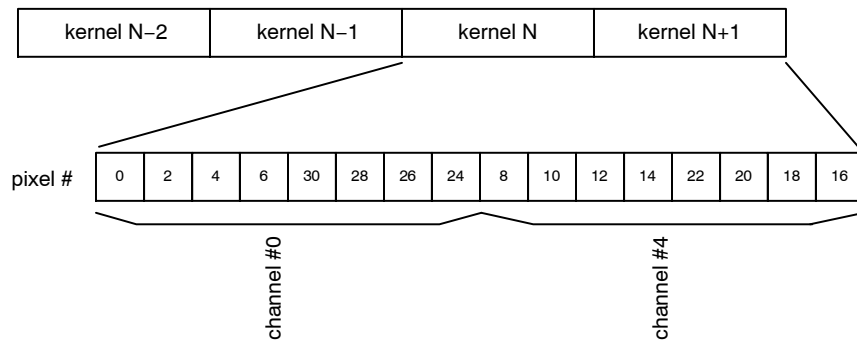 kernel N−2 kernel N−1 kernel N kernel N+1
pixel # 0 2 4 6 30 28 26 24 8 10 12 14 22 20 18 16
channel #0
channel #4